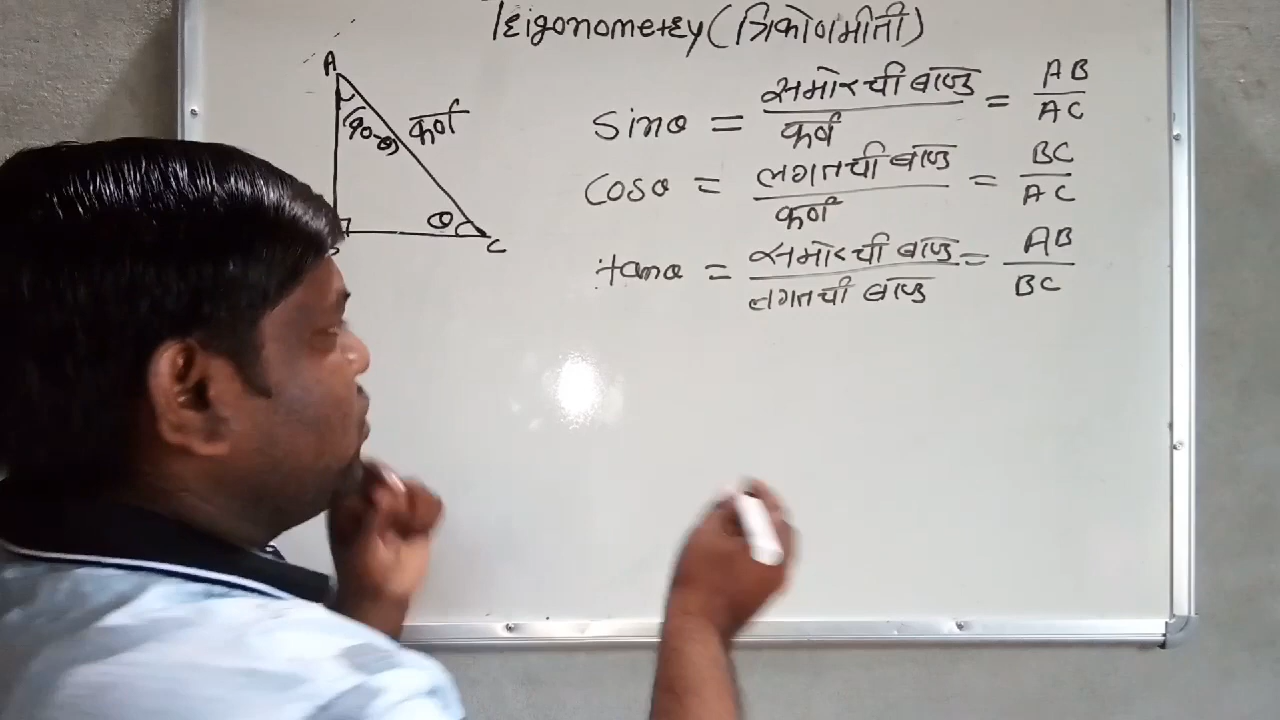 Trigonometry (त्रिकोणमीती)
A
(90-θ)
कर्ण
θ
C
sinθ = समोरची बाजु / कर्ण = AB / AC
cosθ = लगतची बाजु / कर्ण = BC / AC
tanθ = समोरची बाजु / लगतची बाजु = AB / BC